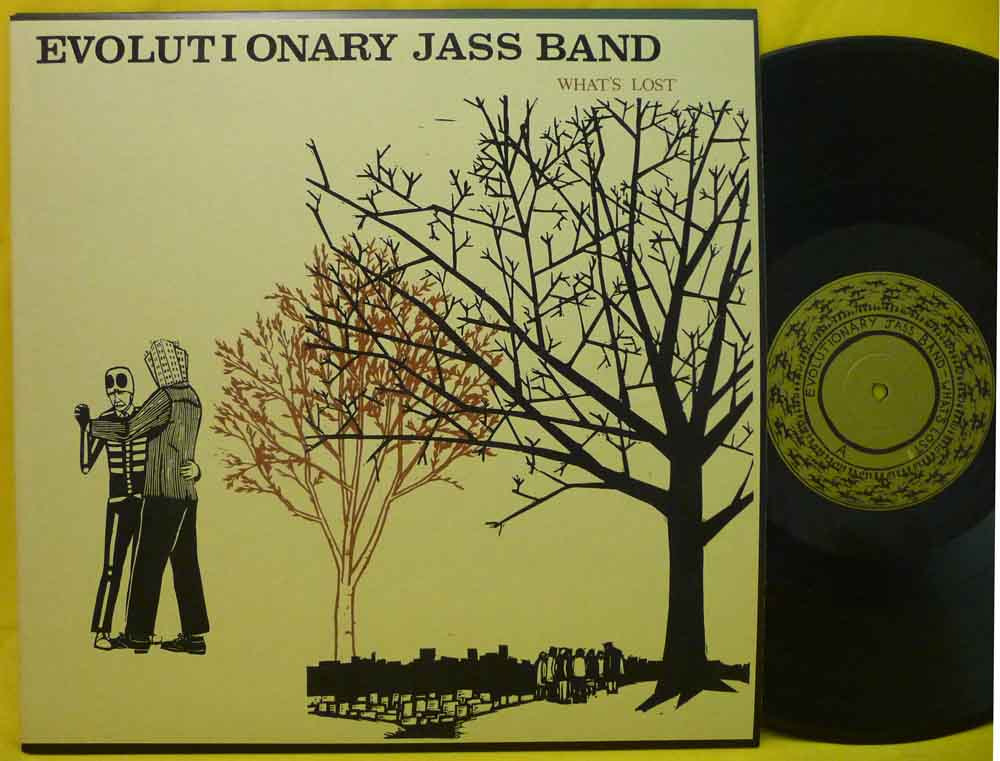 EVOLUTIONARY JASS BAND
WHAT'S LOST
EVOLUTIONARY JASS BAND WHAT'S LOST
A